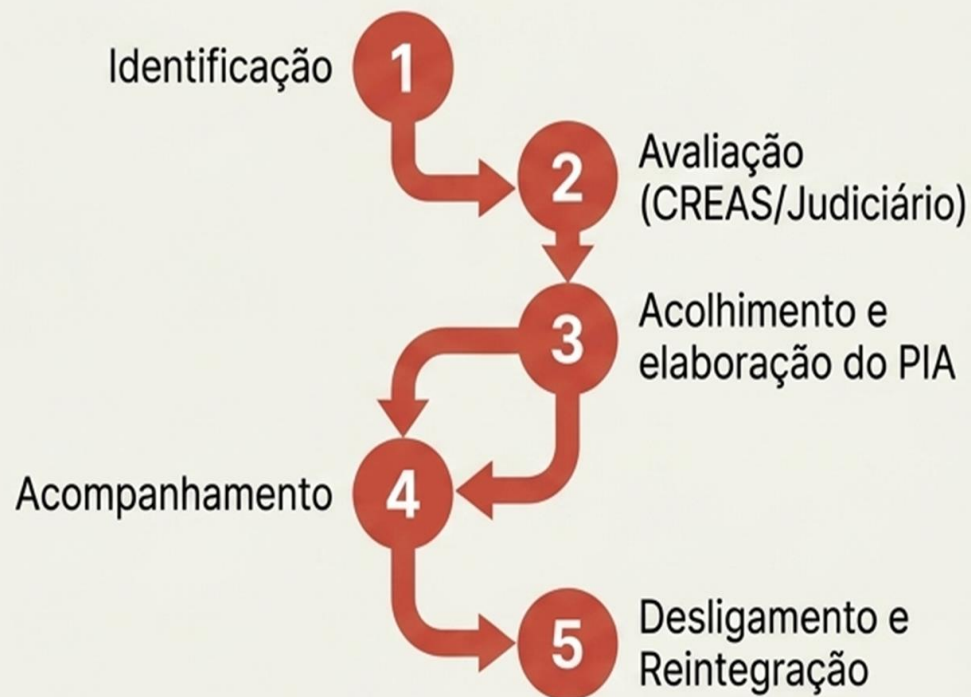 Identificação
1
2
Avaliação
(CREAS/Judiciário)
3
Acolhimento e
elaboração do PIA
Acompanhamento
4
5
Desligamento e
Reintegração